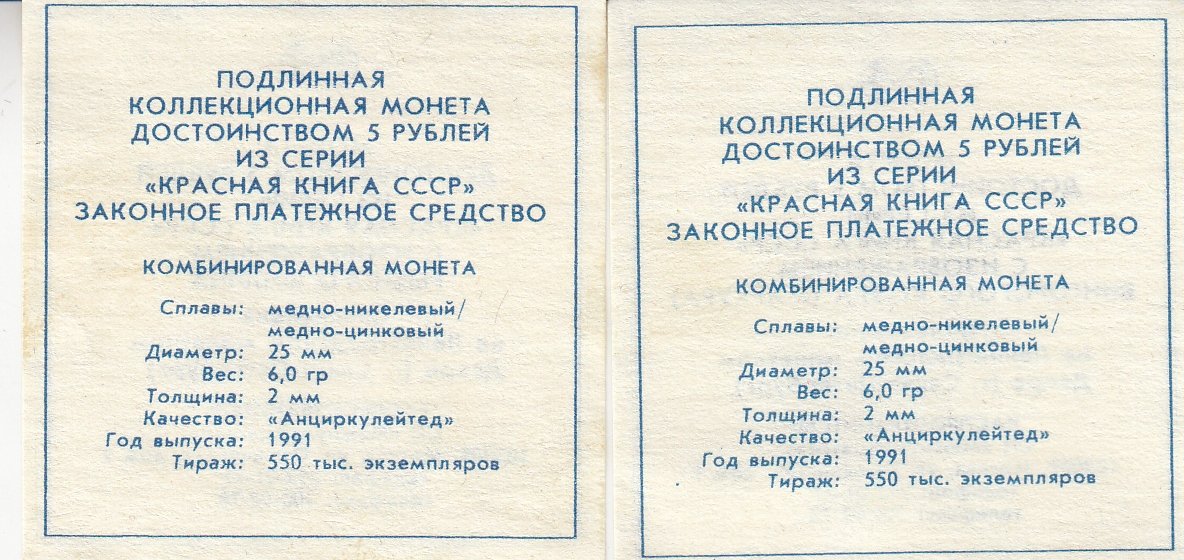 ПОДЛИННАЯ
КОЛЛЕКЦИОННАЯ МОНЕТА
ДОСТОИНСТВОМ 5 РУБЛЕЙ
ИЗ СЕРИИ
«КРАСНАЯ КНИГА СССР»
ЗАКОННОЕ ПЛАТЕЖНОЕ СРЕДСТВО
КОМБИНИРОВАННАЯ МОНЕТА
Сплавы: медно-никелевый/
медно-цинковый
Диаметр: 25 мм
Вес: 6,0 гр
Толщина: 2 мм
Качество: «Анциркулейтед»
Год выпуска: 1991
Тираж: 550 тыс. экземпляров
ПОДЛИННАЯ
КОЛЛЕКЦИОННАЯ МОНЕТА
ДОСТОИНСТВОМ 5 РУБЛЕЙ
ИЗ СЕРИИ
«КРАСНАЯ КНИГА СССР»
ЗАКОННОЕ ПЛАТЕЖНОЕ СРЕДСТВО
КОМБИНИРОВАННАЯ МОНЕТА
Сплавы: медно-никелевый/
медно-цинковый
Диаметр: 25 мм
Вес: 6,0 гр
Толщина: 2 мм
Качество: «Анциркулейтед»
Год выпуска: 1991
Тираж: 550 тыс. экземпляров